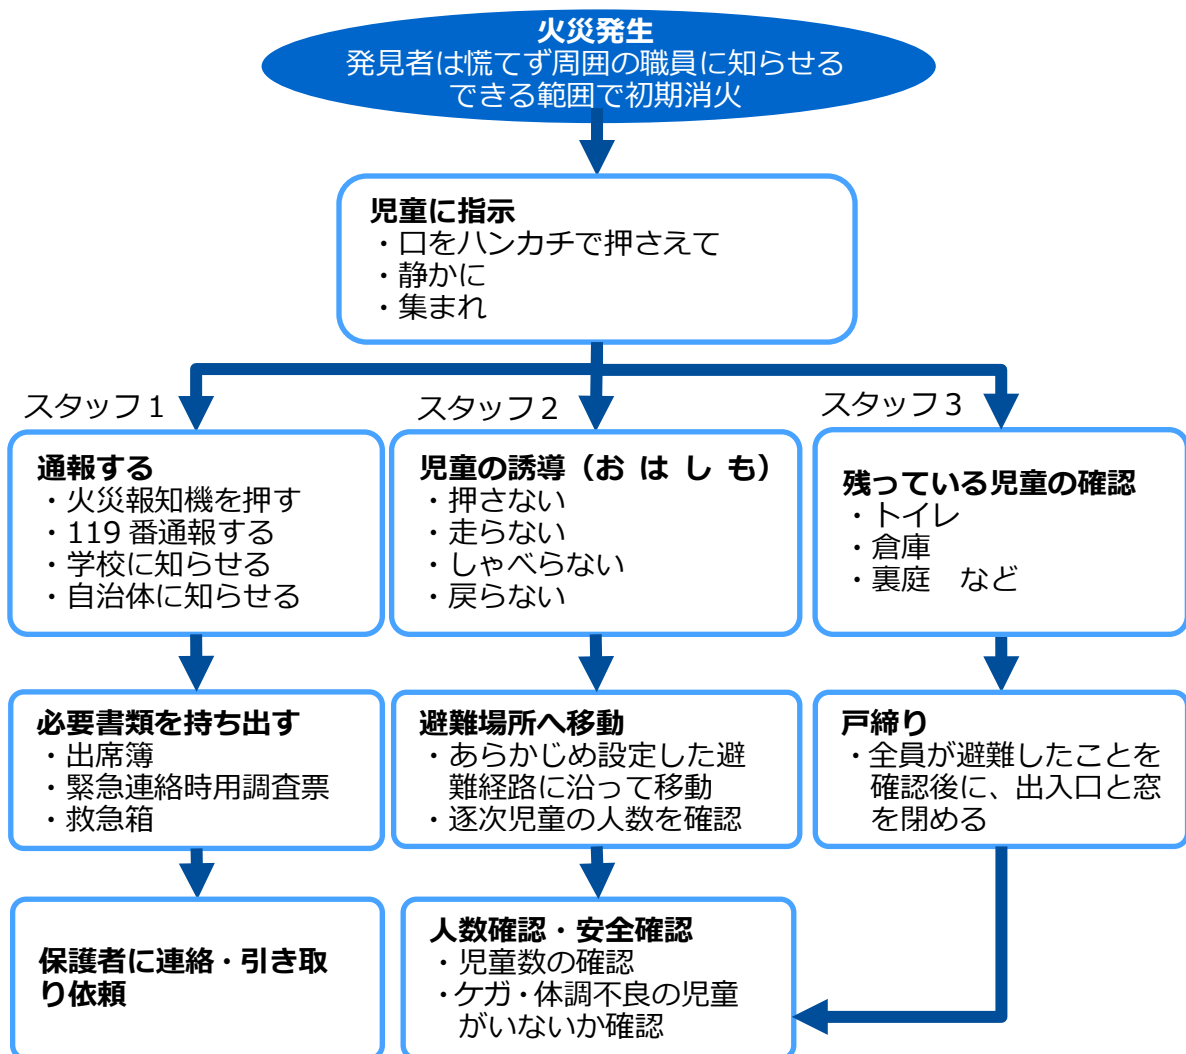 火災発生
発見者は慌てず周囲の職員に知らせる
できる範囲で初期消火
児童に指示
・口をハンカチで押さえて
・静かに
・集まれ
スタッフ１
通報する
・火災報知機を押す
・119 番通報する
・学校に知らせる
・自治体に知らせる
スタッフ２
児童の誘導（お は し も）
・押さない
・走らない
・しゃべらない
・戻らない
スタッフ３
残っている児童の確認
・トイレ
・倉庫
・裏庭　など
必要書類を持ち出す
・出席簿
・緊急連絡時用調査票
・救急箱
避難場所へ移動
・あらかじめ設定した避
難経路に沿って移動
・逐次児童の人数を確認
戸締り
・全員が避難したことを
確認後に、出入口と窓
を閉める
保護者に連絡・引き取
り依頼
人数確認・安全確認
・児童数の確認
・ケガ・体調不良の児童
がいないか確認